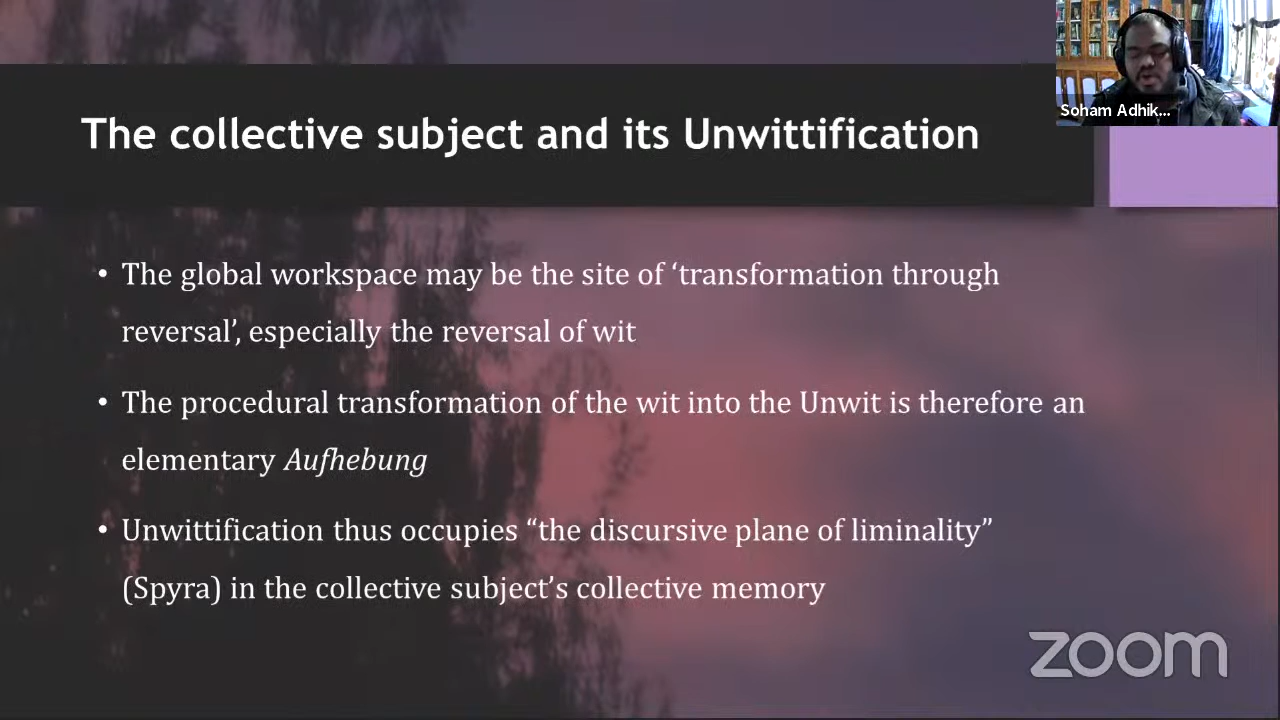 Soham Adhik...
The collective subject and its Unwittification
• The global workspace may be the site of ‘transformation through
reversal’, especially the reversal of wit
• The procedural transformation of the wit into the Unwit is therefore an
elementary Aufhebung
• Unwittification thus occupies “the discursive plane of liminality”
(Spyra) in the collective subject’s collective memory
zoom